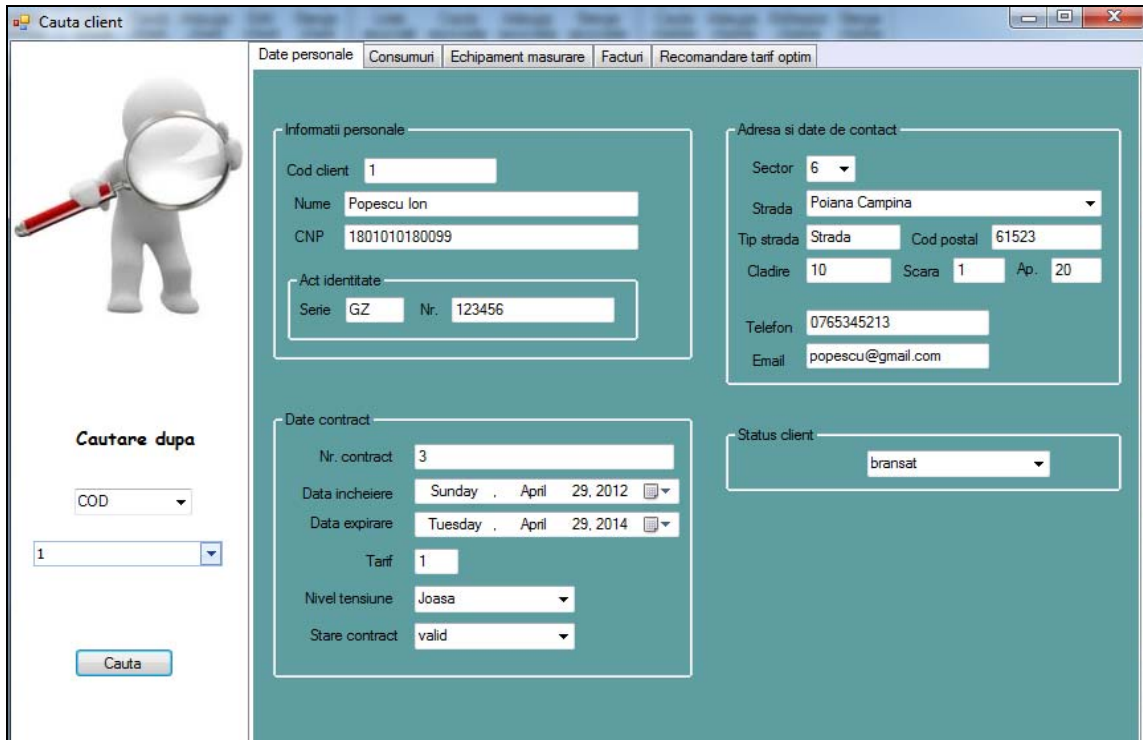 Cauta client
Date personale Consumuri Echipament masurare Facturi Recomandare tarif optim
Cautare dupa
COD
1
Cauta
Informatii personale
Cod client 1
Nume Popescu Ion
CNP 1801010180099
Act identitate
Serie GZ Nr. 123456
Adresa si date de contact
Sector 6
Strada Poiana Campina
Tip strada Strada Cod postal 61523
Cladire 10 Scara 1 Ap. 20
Telefon 0765345213
Email popescu@gmail.com
Date contract
Nr. contract 3
Data incheiere Sunday , April 29, 2012
Data expirare Tuesday , April 29, 2014
Tarif 1
Nivel tensiune Joasa
Stare contract valid
Status client
bransat